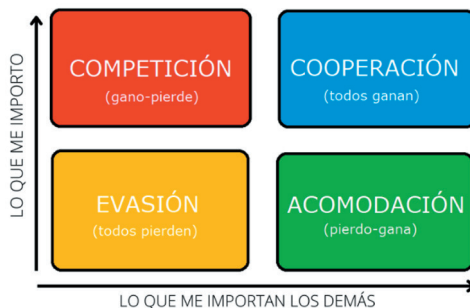 LO QUE ME IMPORTO
COMPETICIÓN
(gano-pierde)
COOPERACIÓN
(todos ganan)
EVASIÓN
(todos pierden)
ACOMODACIÓN
(pierdo-gana)
LO QUE ME IMPORTAN LOS DEMÁS